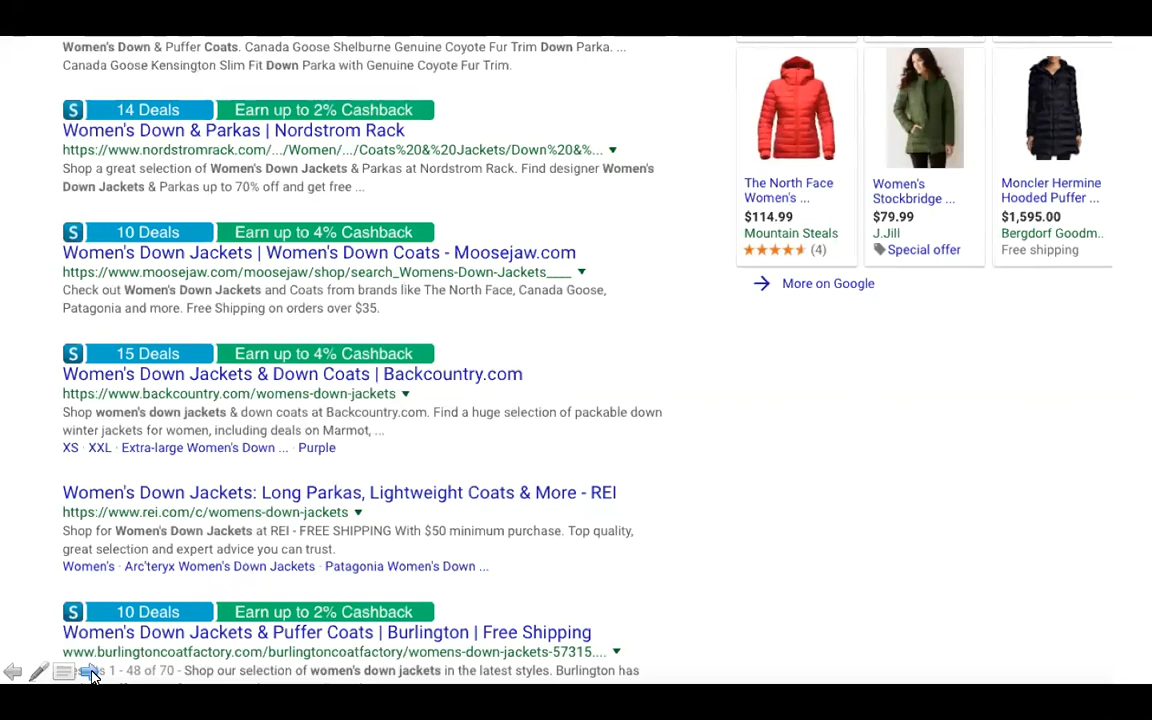 Women's Down & Puffer Coats. Canada Goose Shelburne Genuine Coyote Fur Trim Down Parka. ...
Canada Goose Kensington Slim Fit Down Parka with Genuine Coyote Fur Trim.
S 14 Deals Earn up to 2% Cashback
Women's Down & Parkas | Nordstrom Rack
https://www.nordstromrack.com/.../Women/.../Coats%20&%20Jackets/Down%20&%...
Shop a great selection of Women's Down Jackets & Parkas at Nordstrom Rack. Find designer Women's
Down Jackets & Parkas up to 70% off and get free ...
S 10 Deals Earn up to 4% Cashback
Women's Down Jackets | Women's Down Coats - Moosejaw.com
https://www.moosejaw.com/moosejaw/shop/search_Womens-Down-Jackets____
Check out Women's Down Jackets and Coats from brands like The North Face, Canada Goose,
Patagonia and more. Free Shipping on orders over $35.
S 15 Deals Earn up to 4% Cashback
Women's Down Jackets & Down Coats | Backcountry.com
https://www.backcountry.com/womens-down-jackets
Shop women's down jackets & down coats at Backcountry.com. Find a huge selection of packable down
winter jackets for women, including deals on Marmot, ...
XS · XXL · Extra-large Women's Down ... · Purple
Women's Down Jackets: Long Parkas, Lightweight Coats & More - REI
https://www.rei.com/c/womens-down-jackets
Shop for Women's Down Jackets at REI - FREE SHIPPING With $50 minimum purchase. Top quality,
great selection and expert advice you can trust.
Women's · Arc'teryx Women's Down Jackets · Patagonia Women's Down ...
S 10 Deals Earn up to 2% Cashback
Women's Down Jackets & Puffer Coats | Burlington | Free Shipping
www.burlingtoncoatfactory.com/burlingtoncoatfactory/womens-down-jackets-57315....
1 - 48 of 70 - Shop our selection of women's down jackets in the latest styles. Burlington has
The North Face
Women's ...
$114.99
Mountain Steals
(4)
Women's
Stockbridge ...
$79.99
J.Jill
Special offer
Moncler Hermine
Hooded Puffer ...
$1,595.00
Bergdorf Goodm..
Free shipping
More on Google